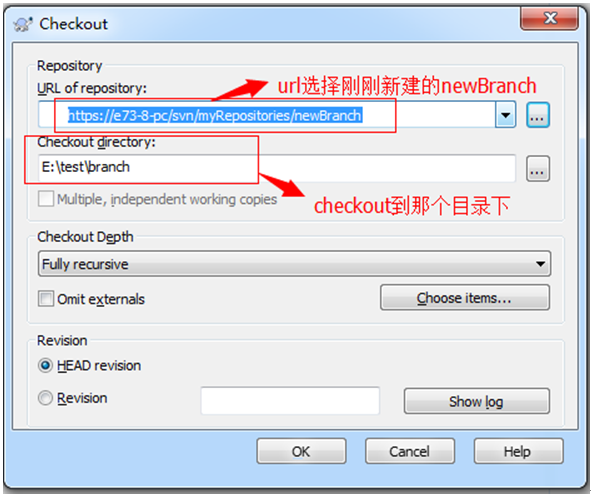 Checkout
Repository
URL of repository:
url选择刚刚新建的newBranch
https://e73-8-pc/svn/myRepositories/newBranch
...
Checkout directory:
E:\test\branch
...
Multiple, independent working copies
checkout到那个目录下
Checkout Depth
Fully recursive
Omit externals
Choose items...
Revision
HEAD revision
Revision
Show log
OK
Cancel
Help